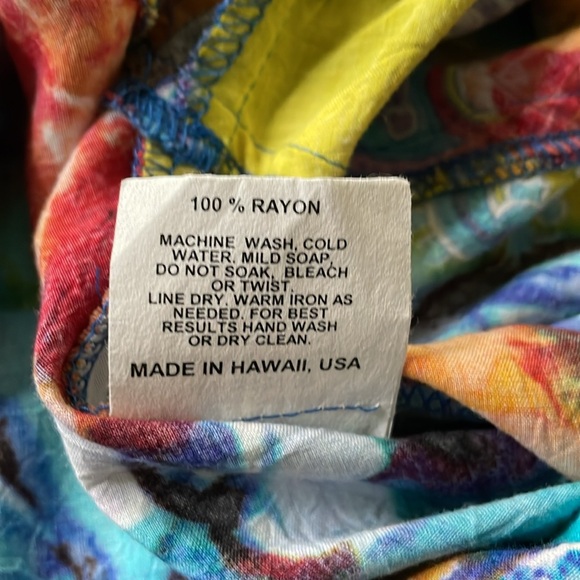 100 % RAYON
MACHINE WASH, COLD
WATER. MILD SOAP.
DO NOT SOAK, BLEACH
OR TWIST.
LINE DRY. WARM IRON AS
NEEDED. FOR BEST
RESULTS HAND WASH
OR DRY CLEAN.
MADE IN HAWAII, USA